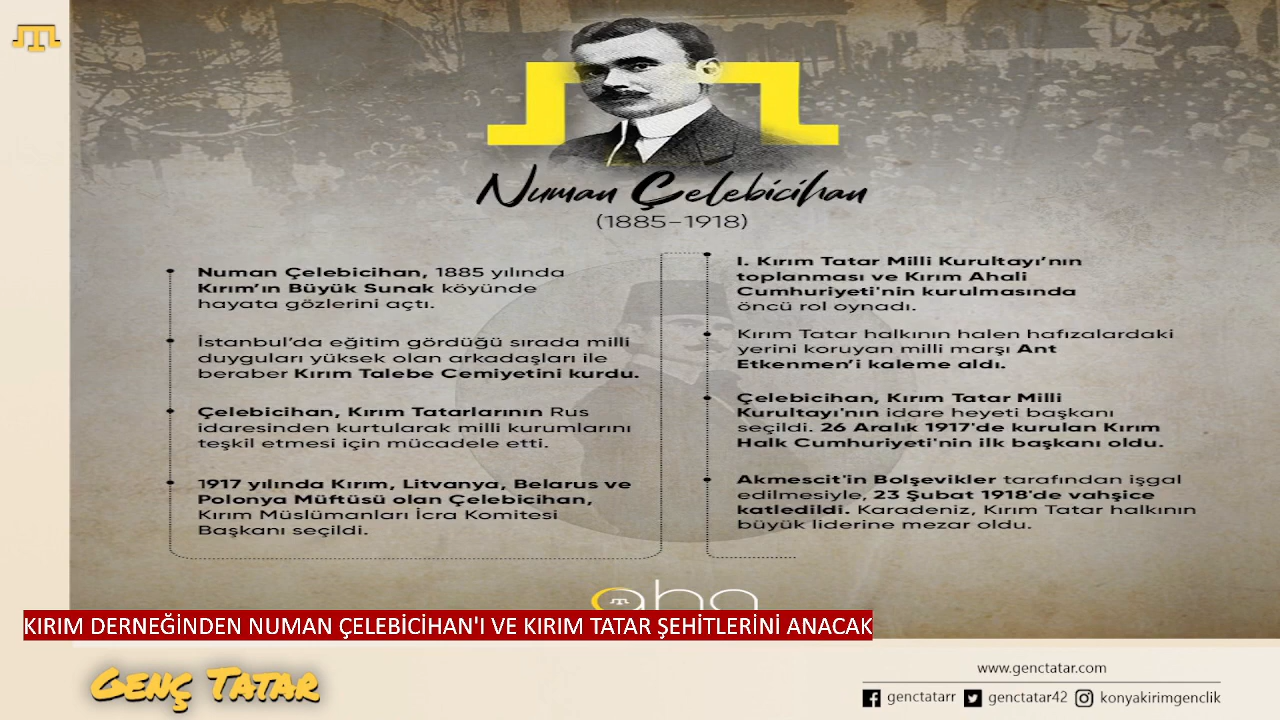 Numan Çelebicihan
(1885-1918)
Numan Çelebicihan, 1885 yılında
Kırım'ın Büyük Sunak köyünde
hayata gözlerini açtı.
İstanbul'da eğitim gördüğü sırada milli
duyguları yüksek olan arkadaşları ile
beraber Kırım Talebe Cemiyetini kurdu.
Çelebicihan, Kırım Tatarlarının Rus
idaresinden kurtularak milli kurumlarını
teşkil etmesi için mücadele etti.
1917 yılında Kırım, Litvanya, Belarus ve
Polonya Müftüsü olan Çelebicihan,
Kırım Müslümanları İcra Komitesi
Başkanı seçildi.
I. Kırım Tatar Milli Kurultayı'nın
toplanması ve Kırım Ahali
Cumhuriyeti'nin kurulmasında
öncü rol oynadı.
Kırım Tatar halkının halen hafızalardaki
yerini koruyan milli marşı Ant
Etkenmen'i kaleme aldı.
Çelebicihan, Kırım Tatar Milli
Kurultayı'nın idare heyeti başkanı
seçildi. 26 Aralık 1917'de kurulan Kırım
Halk Cumhuriyeti'nin ilk başkanı oldu.
Akmescit'in Bolşevikler tarafından işgal
edilmesiyle, 23 Şubat 1918'de vahşice
katledildi. Karadeniz, Kırım Tatar halkının
büyük liderine mezar oldu.
qha
KIRIM DERNEĞİNDEN NUMAN ÇELEBİCİHAN'I VE KIRIM TATAR ŞEHİTLERİNİ ANACAK
GENÇ TATAR
www.genctatar.com
genctatarr genctatar42 konyakirimgenclik